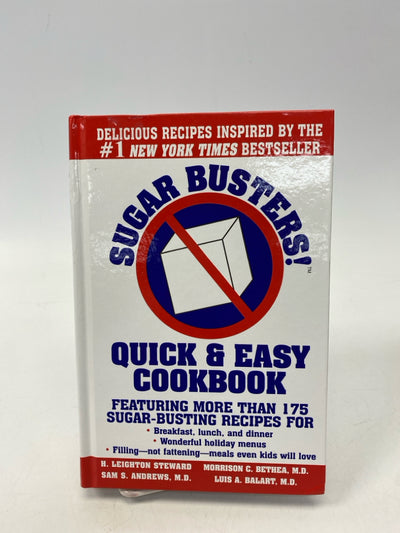 DELICIOUS RECIPES INSPIRED BY THE
#1 NEW YORK TIMES BESTSELLER
SUGAR BUSTERS!™
QUICK & EASY
COOKBOOK
FEATURING MORE THAN 175
SUGAR-BUSTING RECIPES FOR
• Breakfast, lunch, and dinner
• Wonderful holiday menus
• Filling—not fattening—meals even kids will love
H. LEIGHTON STEWARD MORRISON C. BETHEA, M.D.
SAM S. ANDREWS, M.D. LUIS A. BALART, M.D.